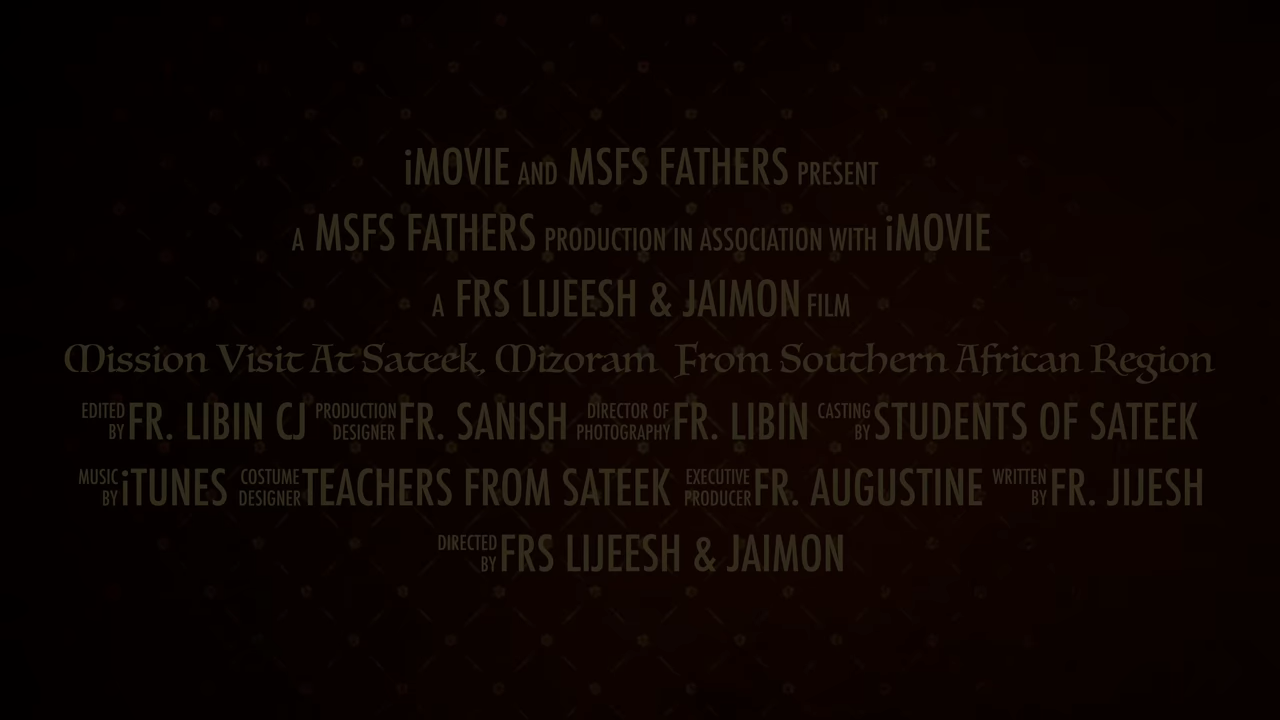 iMOVIE AND MSFS FATHERS PRESENT
A MSFS FATHERS PRODUCTION IN ASSOCIATION WITH iMOVIE
A FRS LIJEESH & JAIMON FILM
Mission Visit At Sateek, Mizoram From Southern African Region
EDITED BY FR. LIBIN CJ PRODUCTION DESIGNER FR. SANISH DIRECTOR OF PHOTOGRAPHY FR. LIBIN CASTING BY STUDENTS OF SATEEK
MUSIC BY iTUNES COSTUME DESIGNER TEACHERS FROM SATEEK EXECUTIVE PRODUCER FR. AUGUSTINE WRITTEN BY FR. JIJESH
DIRECTED BY FRS LIJEESH & JAIMON